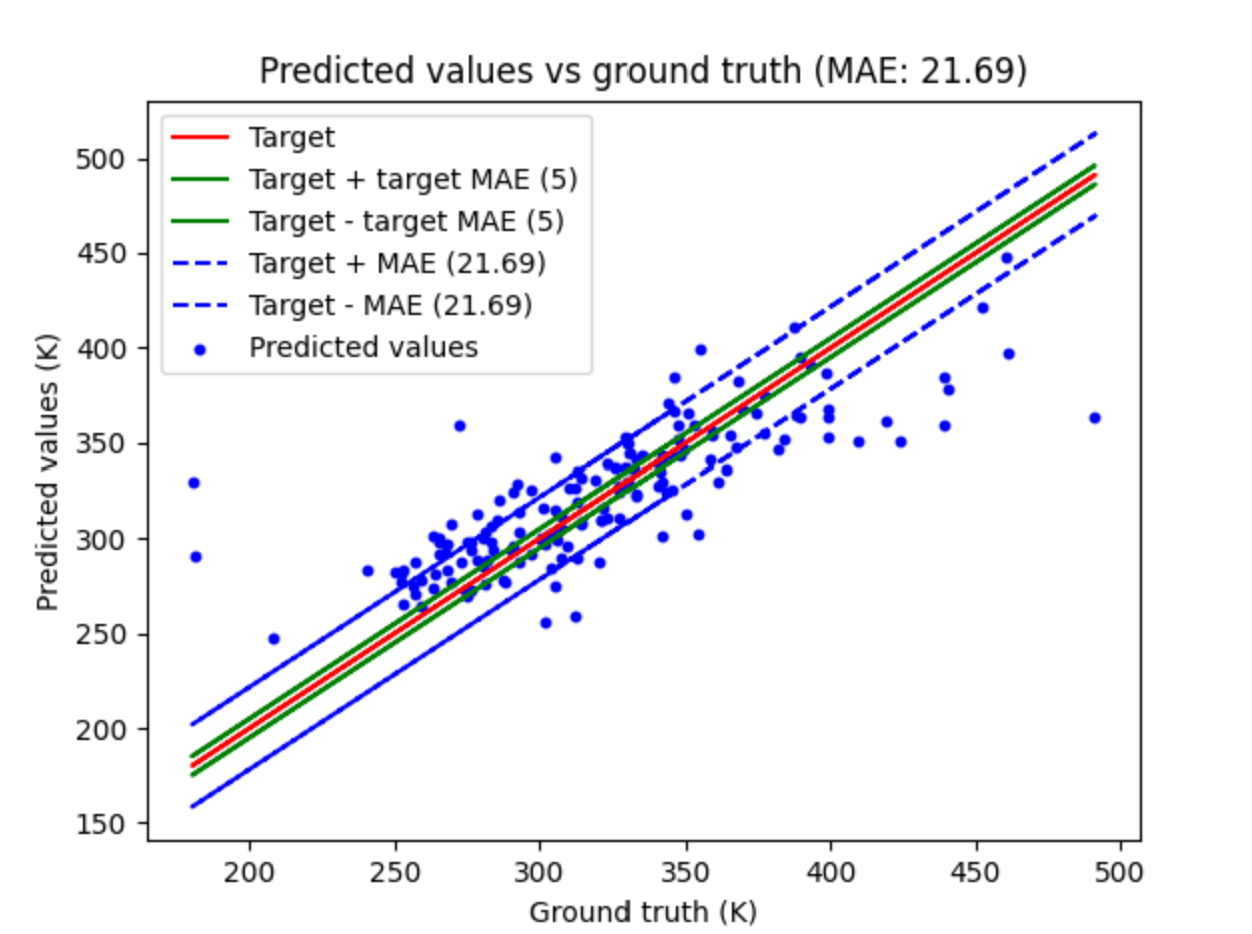 Predicted values vs ground truth (MAE: 21.69)
Target
Target + target MAE (5)
Target - target MAE (5)
Target + MAE (21.69)
Target - MAE (21.69)
Predicted values
Predicted values (K)
500
450
400
350
300
250
200
150
200 250 300 350 400 450 500
Ground truth (K)